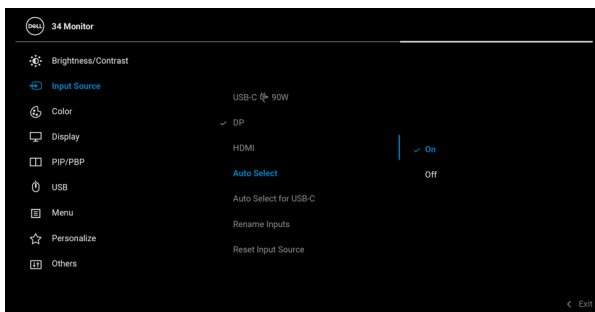 DELL 34 Monitor
Brightness/Contrast
Input Source
Color
Display
PIP/PBP
USB
Menu
Personalize
Others
USB-C 90W
DP
HMDI
Auto Select
Auto Select for USB-C
Rename Inputs
Reset Input Source
On
Off
Exit